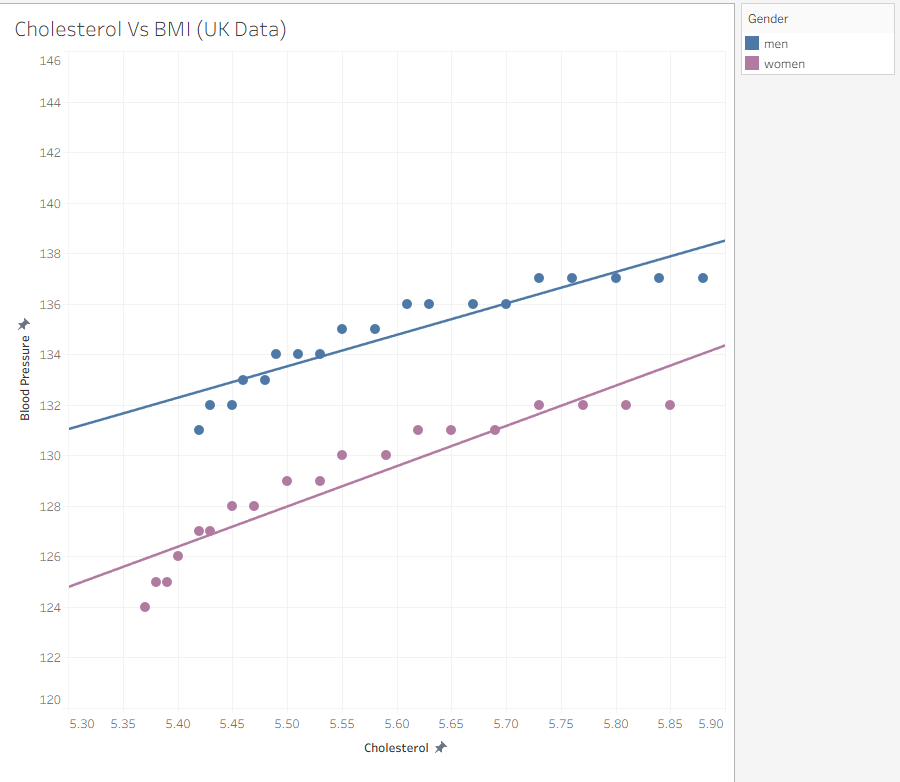 Cholesterol Vs BMI (UK Data)
Gender
men
women
146
144
142
140
138
136
134
132
130
128
126
124
122
120
Blood Pressure
5.30 5.35 5.40 5.45 5.50 5.55 5.60 5.65 5.70 5.75 5.80 5.85 5.90
Cholesterol